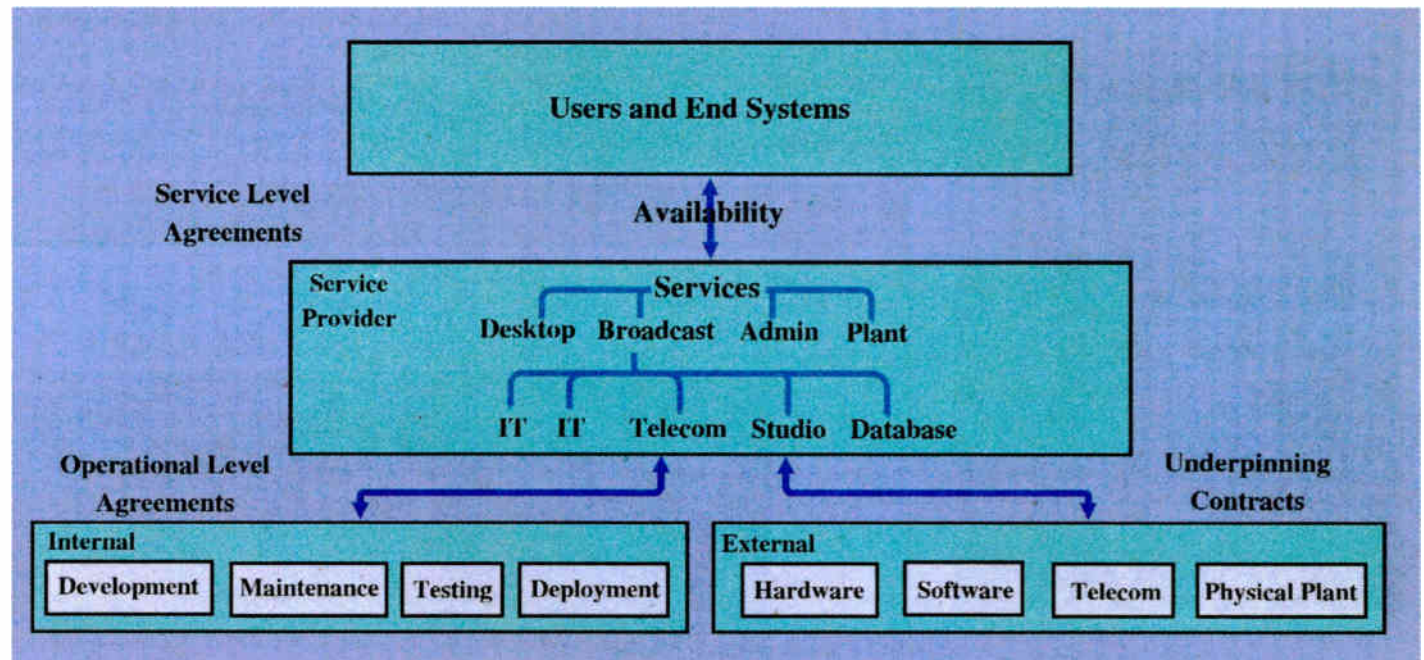 Users and End Systems
Service Level
Agreements
Availability
Service
Provider
Services
Desktop Broadcast Admin Plant
IT IT Telecom Studio Database
Operational Level
Agreements
Underpinning
Contracts
Internal
Development Maintenance Testing Deployment
External
Hardware Software Telecom Physical Plant